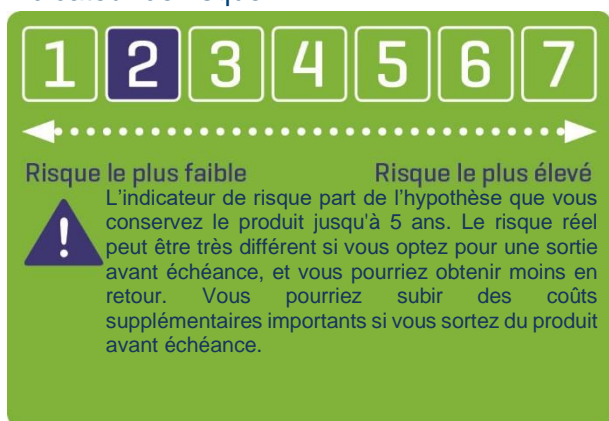 1 2 3 4 5 6 7
Risque le plus faible Risque le plus élevé
L'indicateur de risque part de l'hypothèse que vous
conservez le produit jusqu'à 5 ans. Le risque réel
peut être très différent si vous optez pour une sortie
avant échéance, et vous pourriez obtenir moins en
retour. Vous pourriez subir des coûts
supplémentaires importants si vous sortez du produit
avant échéance.